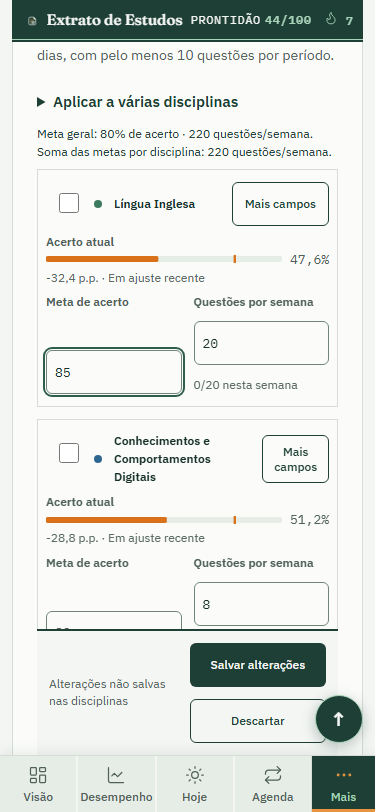 Extrato de Estudos PRONTIDÃO 44/100 7
dias, com pelo menos 10 questões por período.
Aplicar a várias disciplinas
Meta geral: 80% de acerto · 220 questões/semana.
Soma das metas por disciplina: 220 questões/semana.
Língua Inglesa
Mais campos
Acerto atual
47,6%
-32,4 p.p. · Em ajuste recente
Meta de acerto
Questões por semana
20
85
0/20 nesta semana
Conhecimentos e
Comportamentos
Digitais
Mais
campos
Acerto atual
51,2%
-28,8 p.p. · Em ajuste recente
Meta de acerto
Questões por semana
8
Salvar alterações
Alterações não salvas
nas disciplinas
Descartar
Visão
Desempenho
Hoje
Agenda
Mais